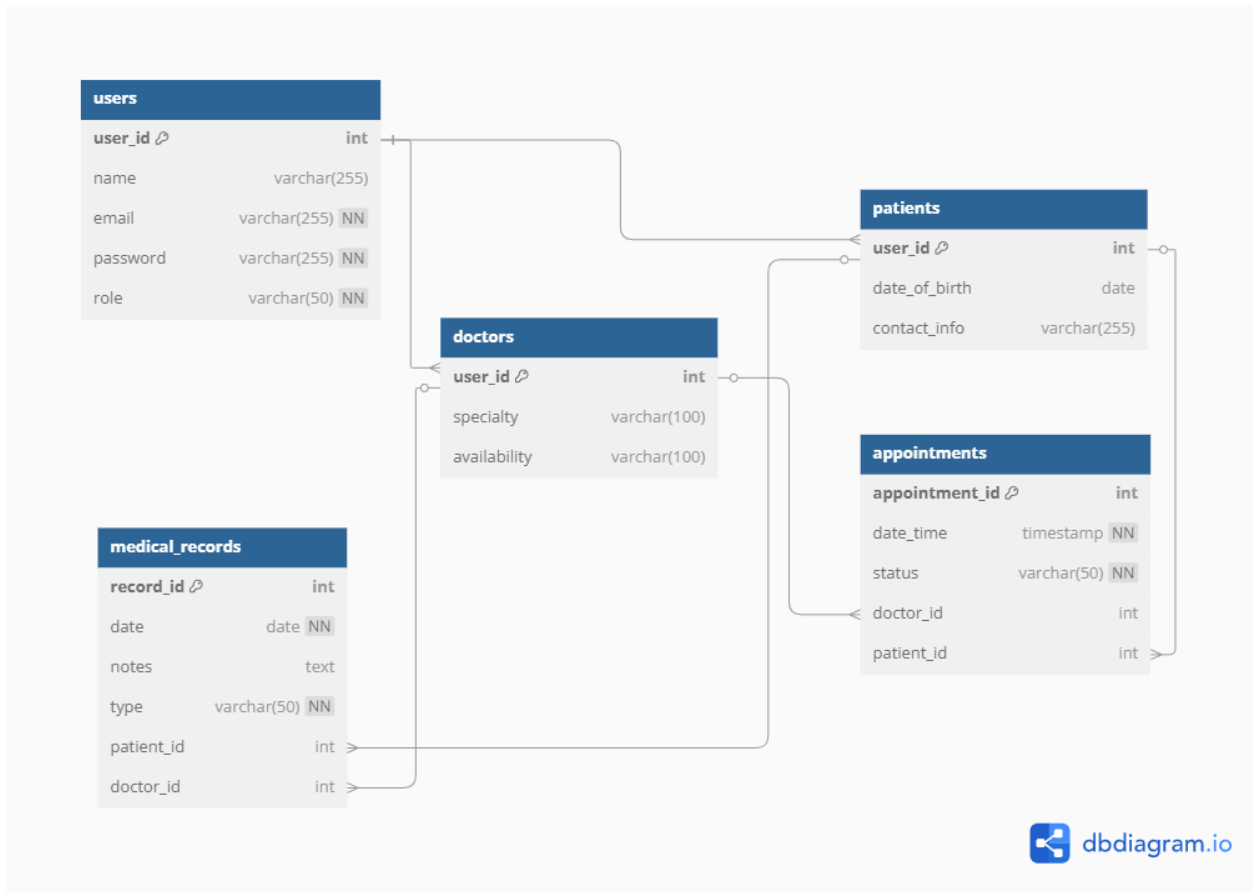 users
user_id int
name varchar(255)
email varchar(255) NN
password varchar(255) NN
role varchar(50) NN
patients
user_id int
date_of_birth date
contact_info varchar(255)
doctors
user_id int
specialty varchar(100)
availability varchar(100)
appointments
appointment_id int
date_time timestamp NN
status varchar(50) NN
doctor_id int
patient_id int
medical_records
record_id int
date date NN
notes text
type varchar(50) NN
patient_id int
doctor_id int
dbdiagram.io